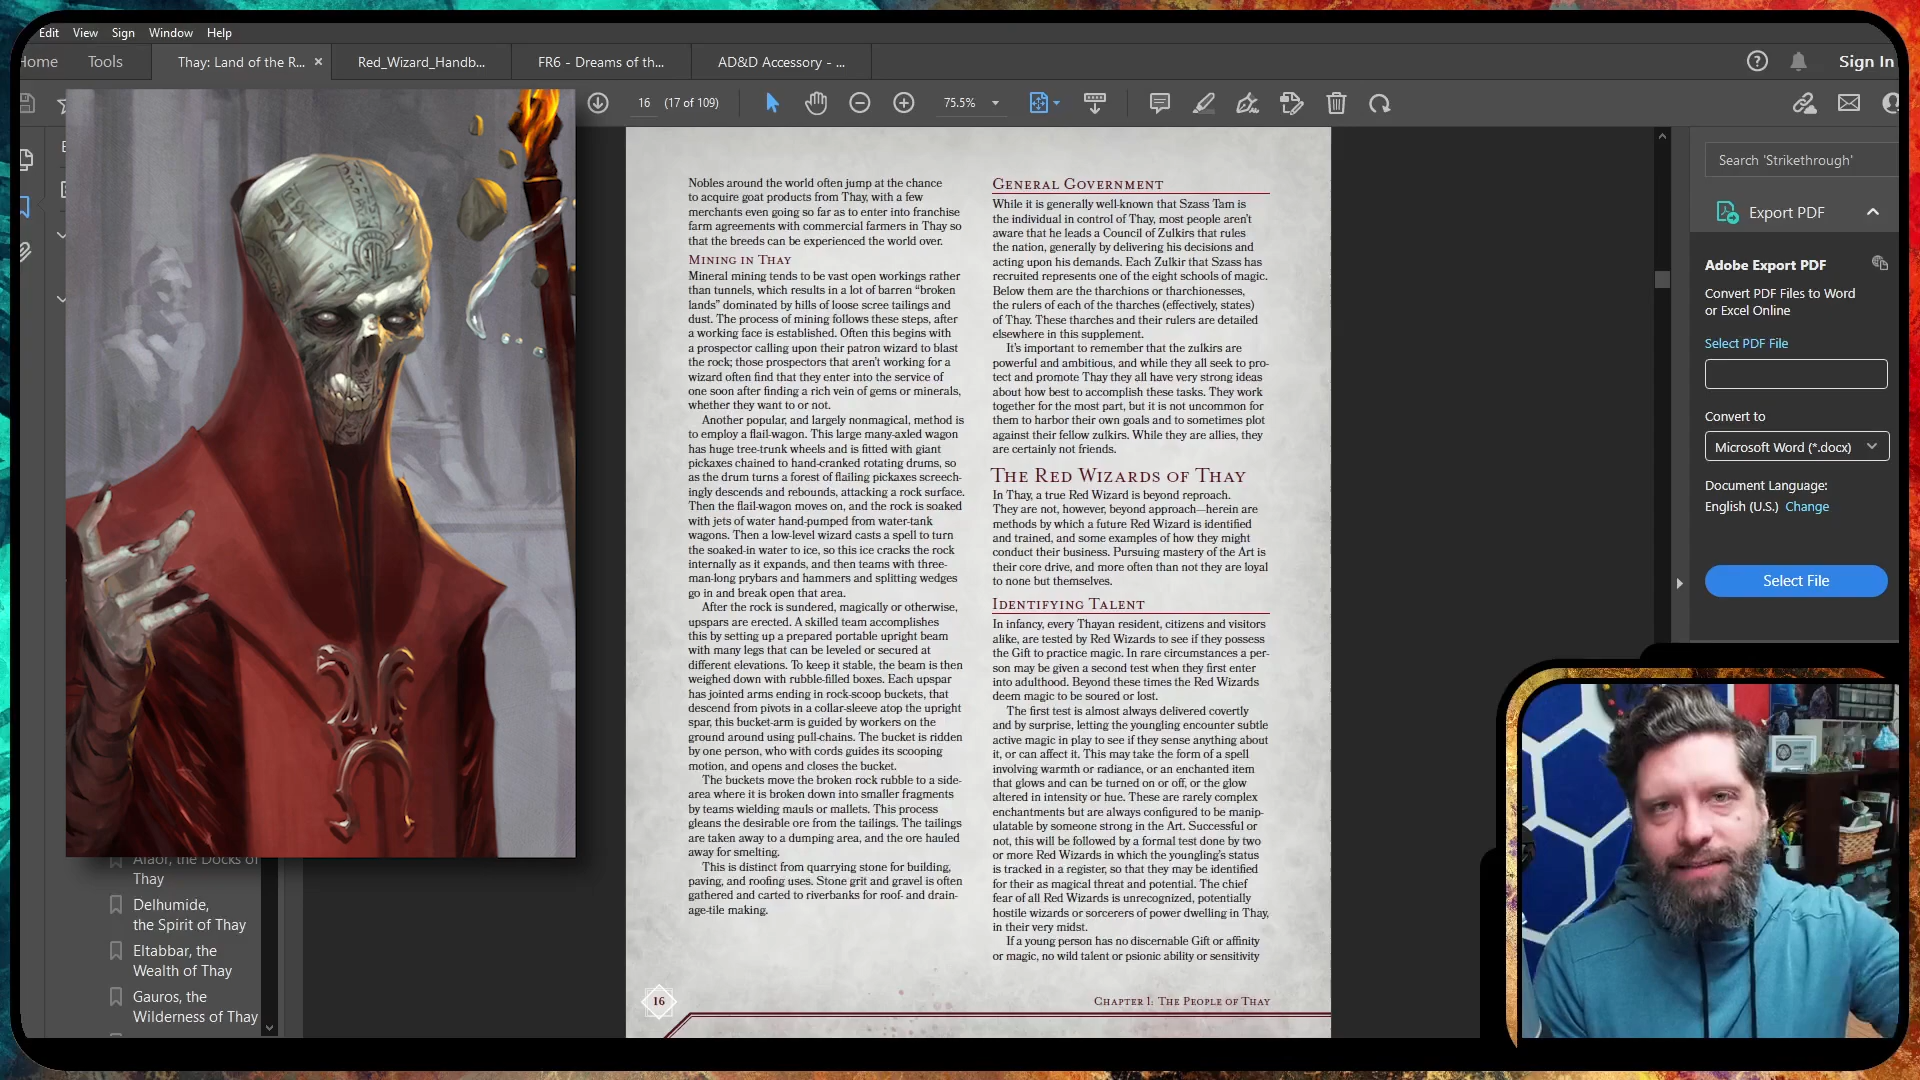 Edit View Sign Window Help
Home Tools Thay: Land of the R... × Red_Wizard_Handb... FR6 - Dreams of th... AD&D Accessory - ... Sign In
16 (17 of 109) 75.5%
Nobles around the world often jump at the chance
to acquire goat products from Thay, with a few
merchants even going so far as to enter into franchise
farm agreements with commercial farmers in Thay so
that the breeds can be experienced the world over.
Mining in Thay
Mineral mining tends to be vast open workings rather
than tunnels, which results in a lot of barren “broken
lands” dominated by hills of loose scree tailings and
dust. The process of mining follows these steps, after
a working face is established. Often this begins with
a prospector calling upon their patron wizard to blast
the rock; those prospectors that aren’t working for a
wizard often find that they enter into the service of
one soon after finding a rich vein of gems or minerals,
whether they want to or not.
Another popular, and largely nonmagical, method is
to employ a flail-wagon. This large many-axled wagon
has huge tree-trunk wheels and is fitted with giant
pickaxes chained to hand-cranked rotating drums, so
as the drum turns a forest of flailing pickaxes screech-
ingly descends and rebounds, attacking a rock surface.
Then the flail-wagon moves on, and the rock is soaked
with jets of water hand-pumped from water-tank
wagons. Then a low-level wizard casts a spell to turn
the soaked-in water to ice, so this ice cracks the rock
internally as it expands, and then teams with three-
man-long prybars and hammers and splitting wedges
go in and break open that area.
After the rock is sundered, magically or otherwise,
upspars are erected. A skilled team accomplishes
this by setting up a prepared portable upright beam
with many legs that can be leveled or secured at
different elevations. To keep it stable, the beam is then
weighed down with rubble-filled boxes. Each upspar
has jointed arms ending in rock-scoop buckets, that
descend from pivots in a collar-sleeve atop the upright
spar, this bucket-arm is guided by workers on the
ground around using pull-chains. The bucket is ridden
by one person, who with cords guides its scooping
motion, and opens and closes the bucket.
The buckets move the broken rock rubble to a side-
area where it is broken down into smaller fragments
by teams wielding mauls or mallets. This process
gleans the desirable ore from the tailings. The tailings
are taken away to a dumping area, and the ore hauled
away for smelting.
This is distinct from quarrying stone for building,
paving, and roofing uses. Stone grit and gravel is often
gathered and carted to riverbanks for roof- and drain-
age-tile making.
General Government
While it is generally well-known that Szass Tam is
the individual in control of Thay, most people aren’t
aware that he leads a Council of Zulkirs that rules
the nation, generally by delivering his decisions and
acting upon his demands. Each Zulkir that Szass has
recruited represents one of the eight schools of magic.
Below them are the tharchions or tharchionesses,
the rulers of each of the tharches (effectively, states)
of Thay. These tharches and their rulers are detailed
elsewhere in this supplement.
It’s important to remember that the zulkirs are
powerful and ambitious, and while they all seek to pro-
tect and promote Thay they all have very strong ideas
about how best to accomplish these tasks. They work
together for the most part, but it is not uncommon for
them to harbor their own goals and to sometimes plot
against their fellow zulkirs. While they are allies, they
are certainly not friends.
The Red Wizards of Thay
In Thay, a true Red Wizard is beyond reproach.
They are not, however, beyond approach—herein are
methods by which a future Red Wizard is identified
and trained, and some examples of how they might
conduct their business. Pursuing mastery of the Art is
their core drive, and more often than not they are loyal
to none but themselves.
Identifying Talent
In infancy, every Thayan resident, citizens and visitors
alike, are tested by Red Wizards to see if they possess
the Gift to practice magic. In rare circumstances a per-
son may be given a second test when they first enter
into adulthood. Beyond these times the Red Wizards
deem magic to be soured or lost.
The first test is almost always delivered covertly
and by surprise, letting the youngling encounter subtle
active magic in play to see if they sense anything about
it, or can affect it. This may take the form of a spell
involving warmth or radiance, or an enchanted item
that glows and can be turned on or off, or the glow
altered in intensity or hue. These are rarely complex
enchantments but are always configured to be manip-
ulatable by someone strong in the Art. Successful or
not, this will be followed by a formal test done by two
or more Red Wizards in which the youngling’s status
is tracked in a register, so that they may be identified
for their as magical threat and potential. The chief
fear of all Red Wizards is unrecognized, potentially
hostile wizards or sorcerers of power dwelling in Thay,
in their very midst.
If a young person has no discernable Gift or affinity
or magic, no wild talent or psionic ability or sensitivity
16
Chapter 1: The People of Thay
Alaor, the Docks of
Thay
Delhumide,
the Spirit of Thay
Eltabbar, the
Wealth of Thay
Gauros, the
Wilderness of Thay
Search 'Strikethrough'
Export PDF
Adobe Export PDF
Convert PDF Files to Word
or Excel Online
Select PDF File
Convert to
Microsoft Word (*.docx)
Document Language:
English (U.S.) Change
Select File